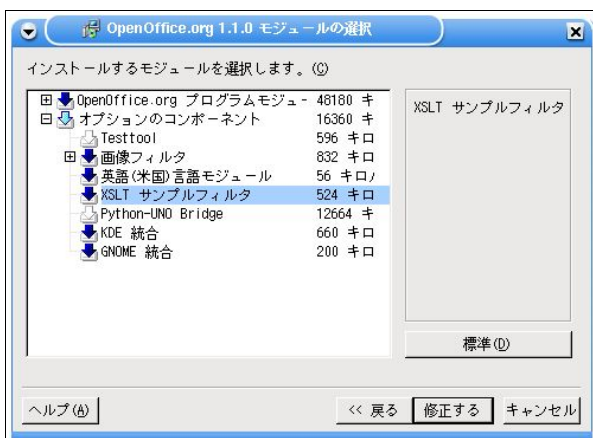 OpenOffice.org 1.1.0 モジュールの選択
インストールするモジュールを選択します。(C)
OpenOffice.org プログラムモジュ- 48180 キ
オプションのコンポーネント 16360 キ
Testtool 596 キロ
画像フィルタ 832 キロ
英語(米国)言語モジュール 56 キロ
XSLT サンプルフィルタ 524 キロ
Python-UNO Bridge 12664 キ
KDE 統合 660 キロ
GNOME 統合 200 キロ
XSLT サンプルフィルタ
標準(D)
ヘルプ(A)
<< 戻る
修正する
キャンセル